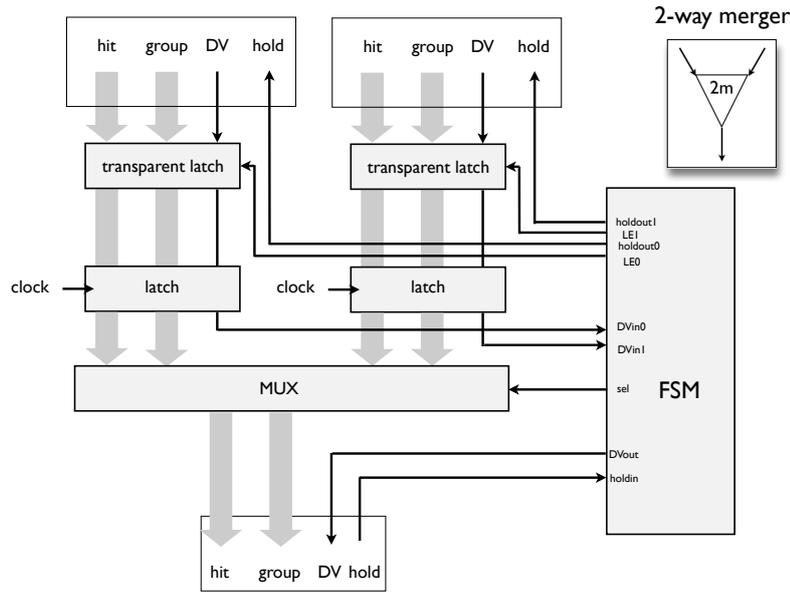 2-way merger
2m
hit group DV hold
hit group DV hold
transparent latch
transparent latch
holdout1
LE1
holdout0
LE0
clock
latch
clock
latch
DVin0
DVin1
MUX
sel
FSM
DVout
holdin
hit group DV hold